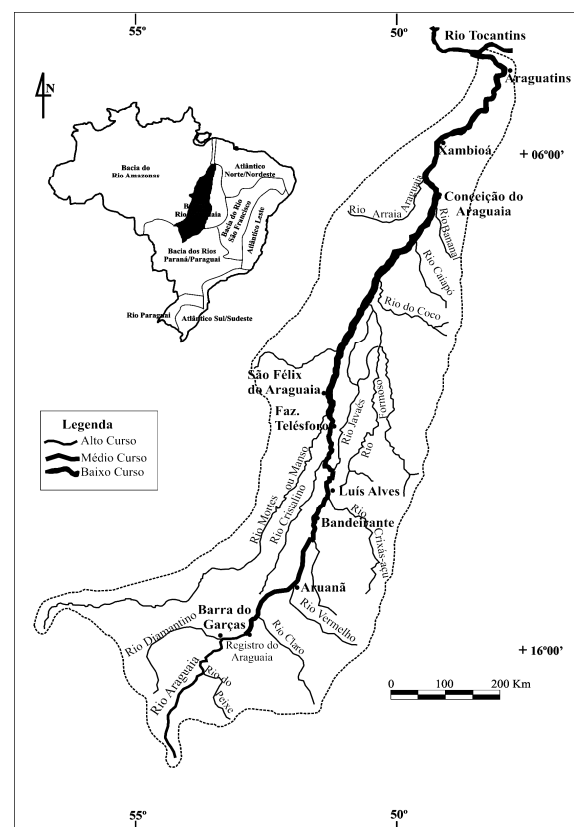 55º
50º
Rio Tocantins
Araguatins
N
Xambioá
+ 06º00'
Bacia do
Rio Amazonas
Atlântico
Norte/Nordeste
Bacia do Rio
São Francisco
Atlântico Leste
Bacia dos Rios
Paraná/Paraguai
Rio Paraguai
Atlântico Sul/Sudeste
Rio Arraia
Araguaia
Conceição do
Araguaia
Rio Bananal
Rio Caiapó
Rio do Coco
São Félix
do Araguaia
Faz.
Telésforo
Rio Javaés
Rio Formoso
Legenda
Alto Curso
Médio Curso
Baixo Curso
Rio Mortes ou Manso
Rio Crisalino
Luís Alves
Bandeirante
Rio Crixás-açu
Aruanã
Rio Vermelho
Barra do
Garças
Rio Diamantino
Registro do
Araguaia
Rio Claro
Rio Araguaia
Rio do
Peixe
+ 16º00'
0 100 200 Km
55º
50º